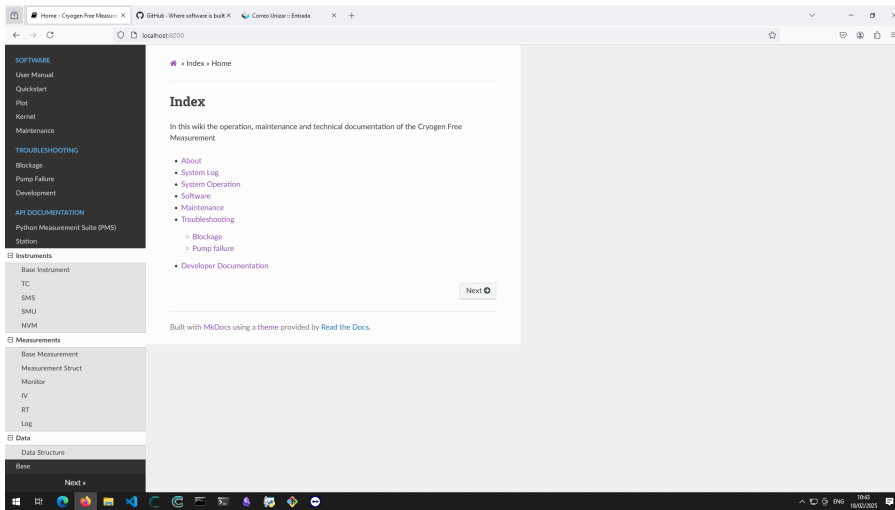 Home - Cryogen Free Measurem
GitHub · Where software is built
Correo Unizar :: Entrada
localhost:8000
SOFTWARE
User Manual
Quickstart
Plot
Kernel
Maintenance
TROUBLESHOOTING
Blockage
Pump Failure
Development
API DOCUMENTATION
Python Measurement Suite (PMS)
Station
Instruments
Base Instrument
TC
SMS
SMU
NVM
Measurements
Base Measurement
Measurement Struct
Monitor
IV
RT
Log
Data
Data Structure
Base
Next »
» Index » Home
Index
In this wiki the operation, maintenance and technical documentation of the Cryogen Free
Measurement
• About
• System Log
• System Operation
• Software
• Maintenance
• Troubleshooting
◦ Blockage
◦ Pump failure
• Developer Documentation
Next
Built with MkDocs using a theme provided by Read the Docs.
ENG
10:43
18/02/2025